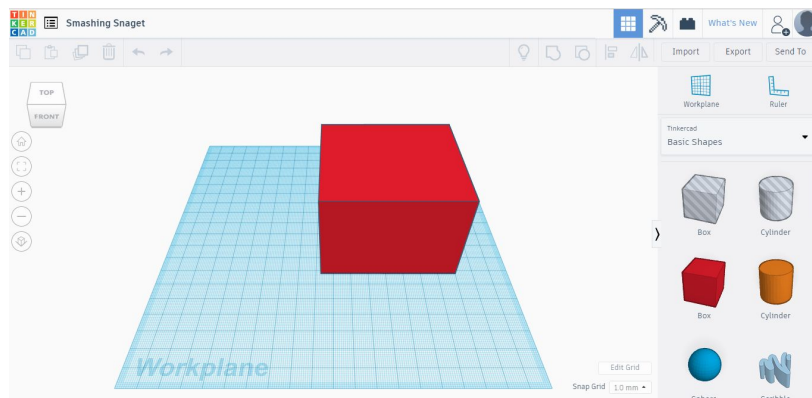 TIN
KER
CAD
Smashing Snaget
What's New
Import
Export
Send To
TOP
FRONT
Workplane
Ruler
Tinkercad
Basic Shapes
Box
Cylinder
Box
Cylinder
Workplane
Edit Grid
Snap Grid 1.0 mm
Scribble